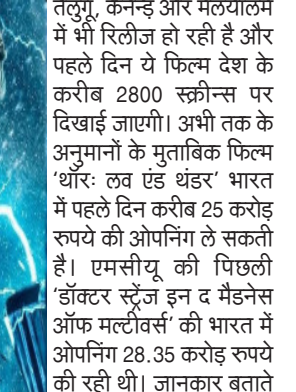 तेलुगू, कन्नड़ और मलयालम
में भी रिलीज हो रही है और
पहले दिन ये फिल्म देश के
करीब 2800 स्क्रीन्स पर
दिखाई जाएगी। अभी तक के
अनुमानों के मुताबिक फिल्म
‘थॉरः लव एंड थंडर’ भारत
में पहले दिन करीब 25 करोड़
रुपये की ओपनिंग ले सकती
है। एमसीयू की पिछली
‘डॉक्टर स्ट्रेंज इन द मैडनेस
ऑफ मल्टीवर्स’ की भारत में
ओपनिंग 28.35 करोड़ रुपये
की रही थी। जानकार बताते